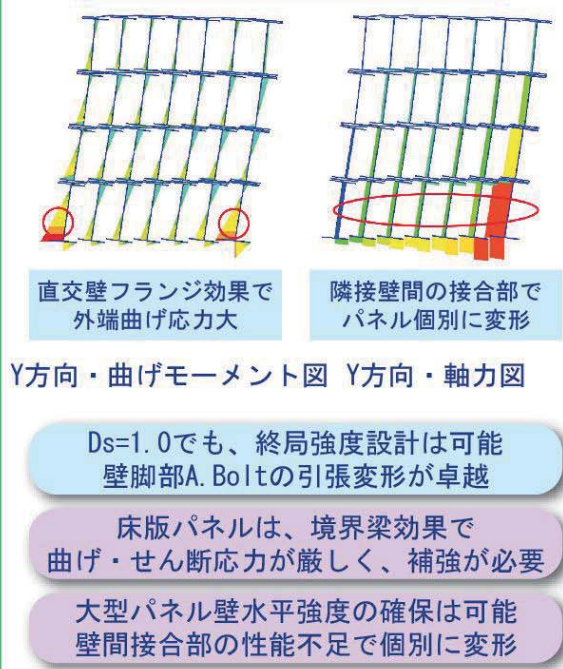 直交壁フランジ効果で
外端曲げ応力大
隣接壁間の接合部で
パネル個別に変形
Y方向・曲げモーメント図 Y方向・軸力図
Ds=1.0でも、終局強度設計は可能
壁脚部A.Boltの引張変形が卓越
床版パネルは、境界梁効果で
曲げ・せん断応力が厳しく、補強が必要
大型パネル壁水平強度の確保は可能
壁間接合部の性能不足で個別に変形